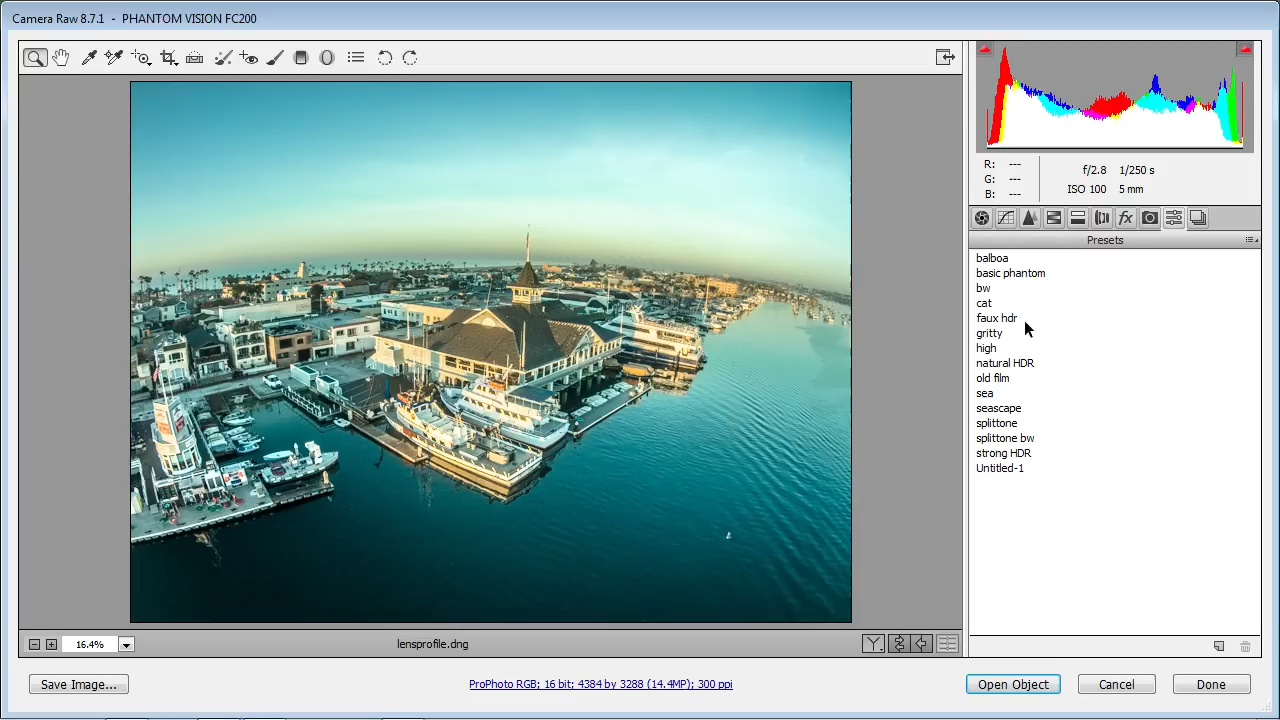 Camera Raw 8.7.1 - PHANTOM VISION FC200
R: ---
G: ---
B: ---
f/2.8 1/250 s
ISO 100 5 mm
fx
Presets
balboa
basic phantom
bw
cat
faux hdr
gritty
high
natural HDR
old film
sea
seascape
splittone
splittone bw
strong HDR
Untitled-1
16.4%
lensprofile.dng
Y
Save Image...
ProPhoto RGB; 16 bit; 4384 by 3288 (14.4MP); 300 ppi
Open Object
Cancel
Done